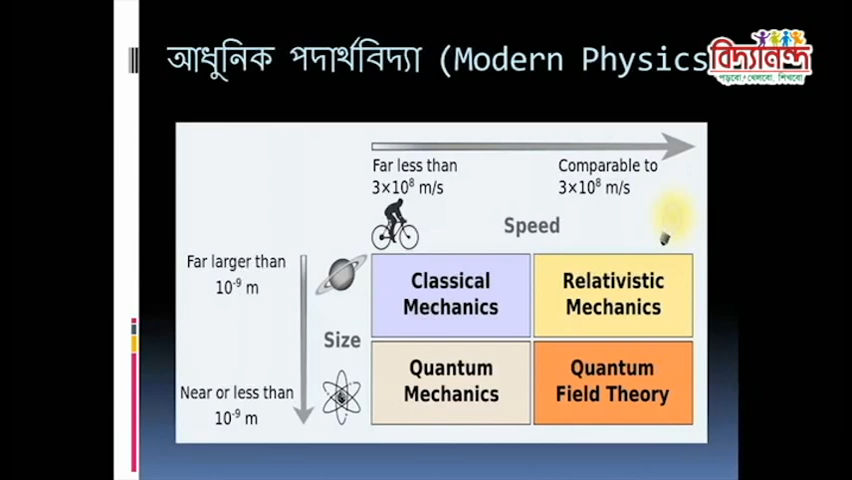 আধুনিক পদার্থবিদ্যা (Modern Physics
বিদ্যানন্দ
পড়বো, খেলবো, শিখবো
Far less than
3×10⁸ m/s
Comparable to
3×10⁸ m/s
Speed
Far larger than
10⁻⁹ m
Classical
Mechanics
Relativistic
Mechanics
Size
Near or less than
10⁻⁹ m
Quantum
Mechanics
Quantum
Field Theory